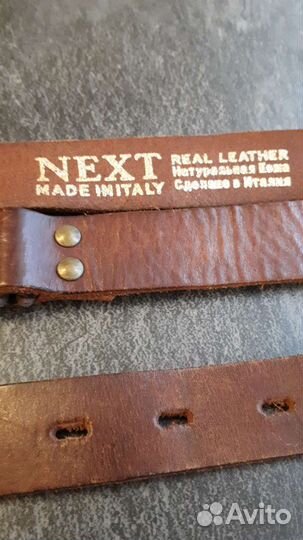 NEXT
MADE IN ITALY
REAL LEATHER
Натуральная Кожа
Сделано в Италии
Avito